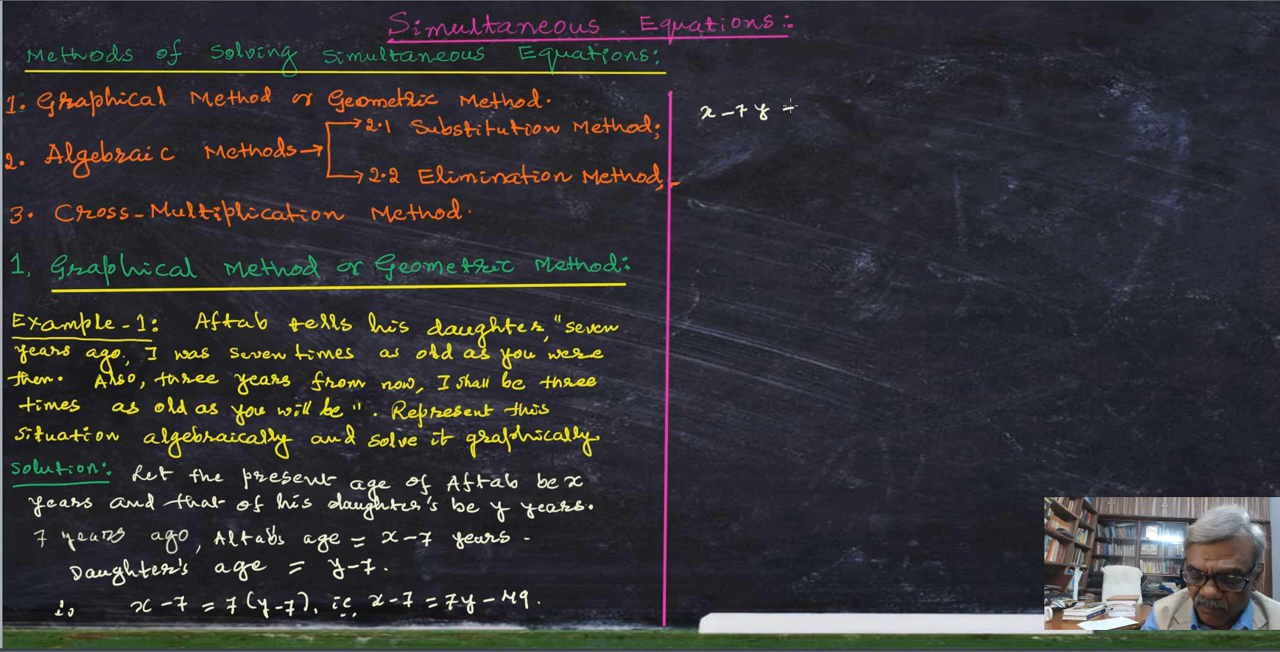 Simultaneous Equations:
Methods of Solving Simultaneous Equations:
1. Graphical Method or Geometric Method.
2. Algebraic Methods → 2.1 Substitution Method;
2.2 Elimination Method,
3. Cross-Multiplication Method.
1. Graphical Method or Geometric Method:
Example-1: Aftab tells his daughter, "seven
years ago, I was seven times as old as you were
then. Also, three years from now, I shall be three
times as old as you will be". Represent this
situation algebraically and solve it graphically
Solution: Let the present age of Aftab be x
years and that of his daughter's be y years.
7 years ago, Altabs age = x-7 years.
Daughter's age = y-7.
is x-7 = 7(y-7), ie, x-7 = 7y-49.
x-7y =